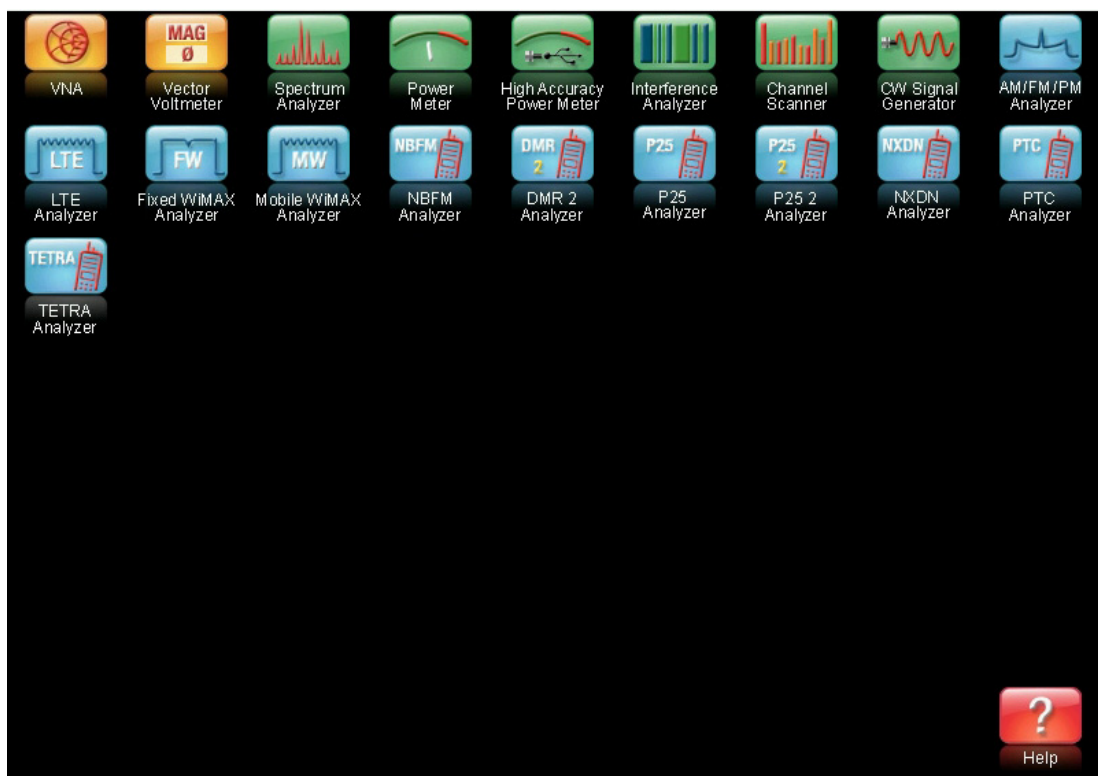 MAG
Ø
VNA
Vector
Voltmeter
Spectrum
Analyzer
Power
Meter
High Accuracy
Power Meter
Interference
Analyzer
Channel
Scanner
CW Signal
Generator
AM/FM/PM
Analyzer
LTE
LTE
Analyzer
FW
Fixed WiMAX
Analyzer
MW
Mobile WiMAX
Analyzer
NBFM
NBFM
Analyzer
DMR
2
DMR 2
Analyzer
P25
P25
Analyzer
P25
2
P25 2
Analyzer
NXDN
NXDN
Analyzer
PTC
PTC
Analyzer
TETRA
TETRA
Analyzer
?
Help